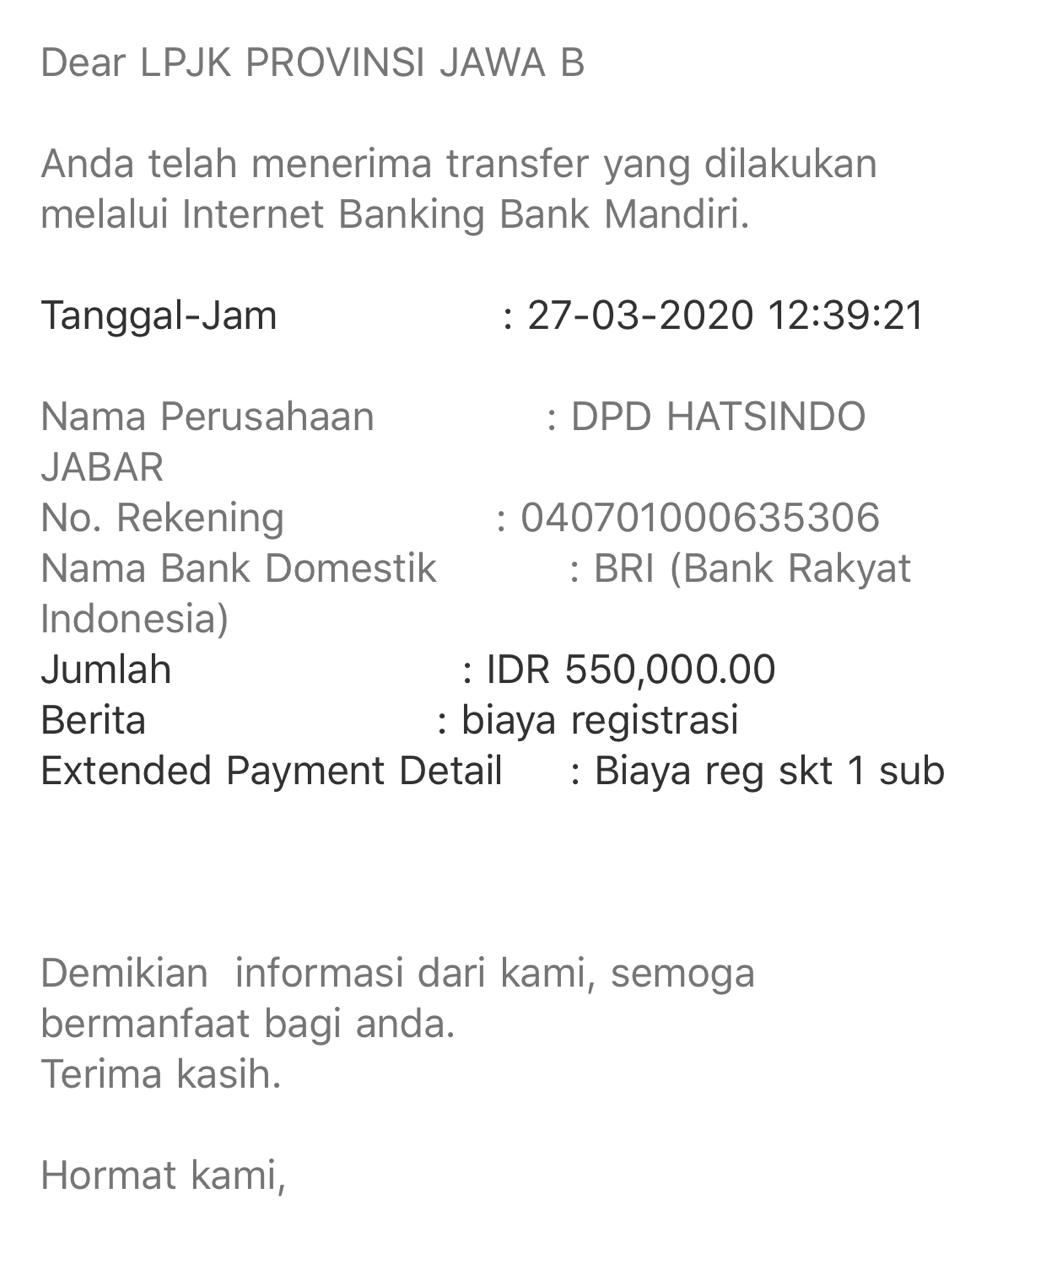 Dear LPJK PROVINSI JAWA B
Anda telah menerima transfer yang dilakukan
melalui Internet Banking Bank Mandiri.
Tanggal-Jam : 27-03-2020 12:39:21
Nama Perusahaan : DPD HATSINDO
JABAR
No. Rekening : 040701000635306
Nama Bank Domestik : BRI (Bank Rakyat
Indonesia)
Jumlah : IDR 550,000.00
Berita : biaya registrasi
Extended Payment Detail : Biaya reg skt 1 sub
Demikian informasi dari kami, semoga
bermanfaat bagi anda.
Terima kasih.
Hormat kami,